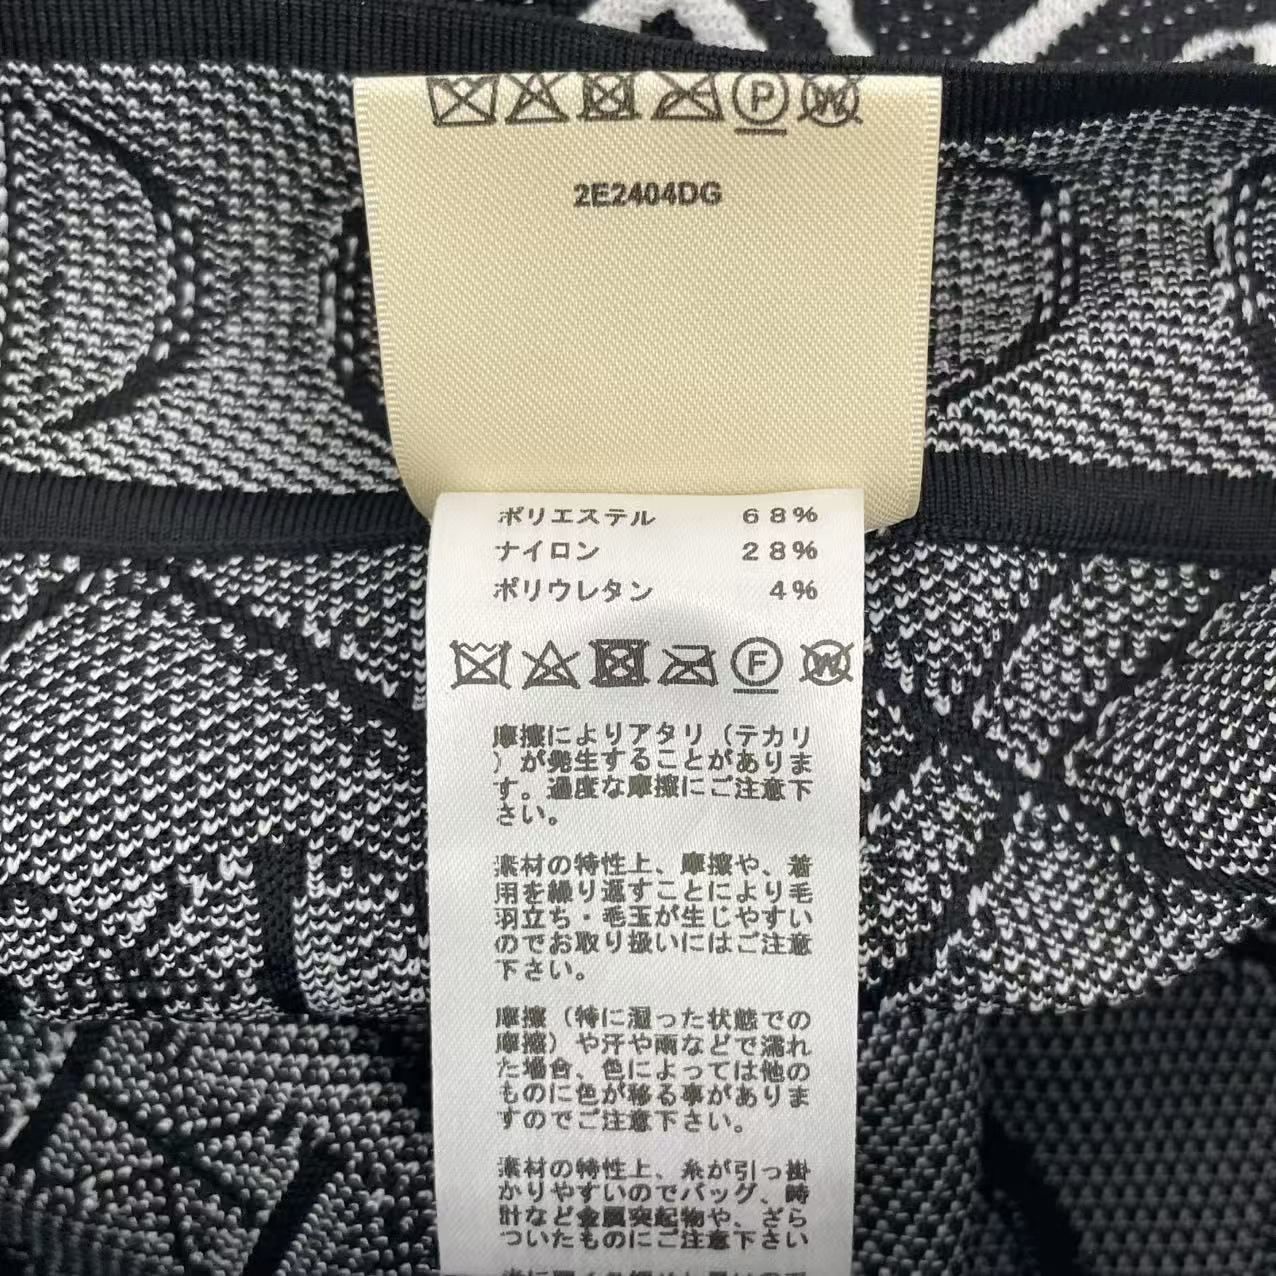 P W
2E2404DG
ポリエステル 68%
ナイロン 28%
ポリウレタン 4%
F W
摩擦によりアタリ（テカリ
）が発生することがありま
す。過度な摩擦にご注意下
さい。
素材の特性上、摩擦や、着
用を繰り返すことにより毛
羽立ち・毛玉が生じやすい
のでお取り扱いにはご注意
下さい。
摩擦（特に湿った状態での
摩擦）や汗や雨などで濡れ
た場合、色によっては他の
ものに色が移る事がありま
すのでご注意下さい。
素材の特性上、糸が引っ掛
かりやすいのでバッグ、時
計など金属突起物や、ざら
ついたものにご注意下さい